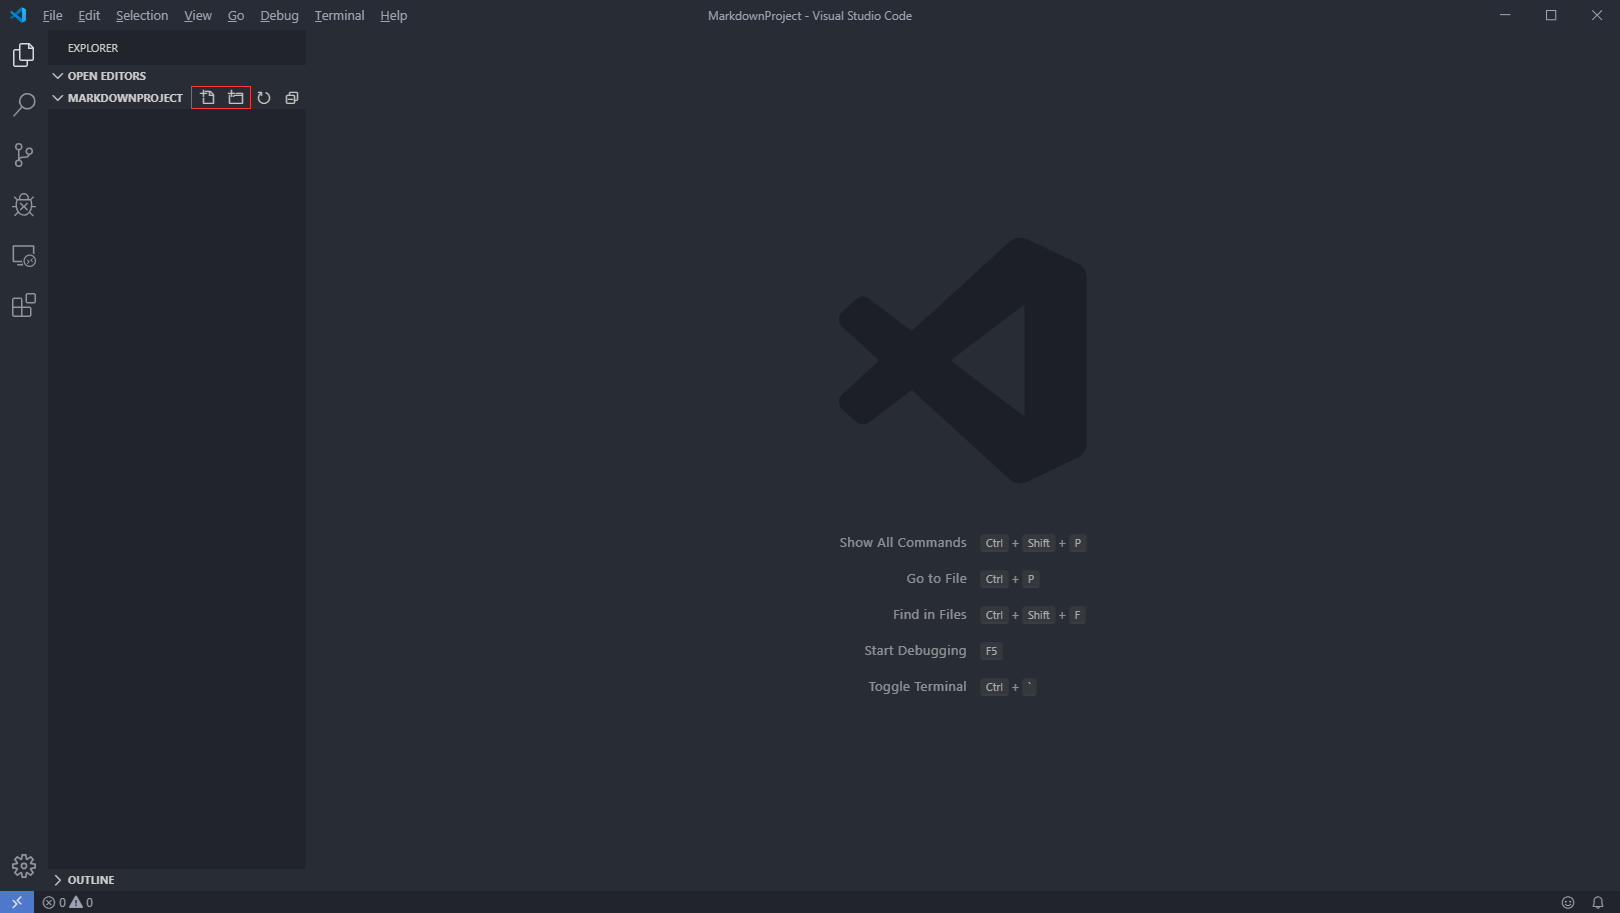 File Edit Selection View Go Debug Terminal Help
MarkdownProject - Visual Studio Code
EXPLORER
OPEN EDITORS
MARKDOWNPROJECT
Show All Commands Ctrl + Shift + P
Go to File Ctrl + P
Find in Files Ctrl + Shift + F
Start Debugging F5
Toggle Terminal Ctrl + `
OUTLINE
0 0